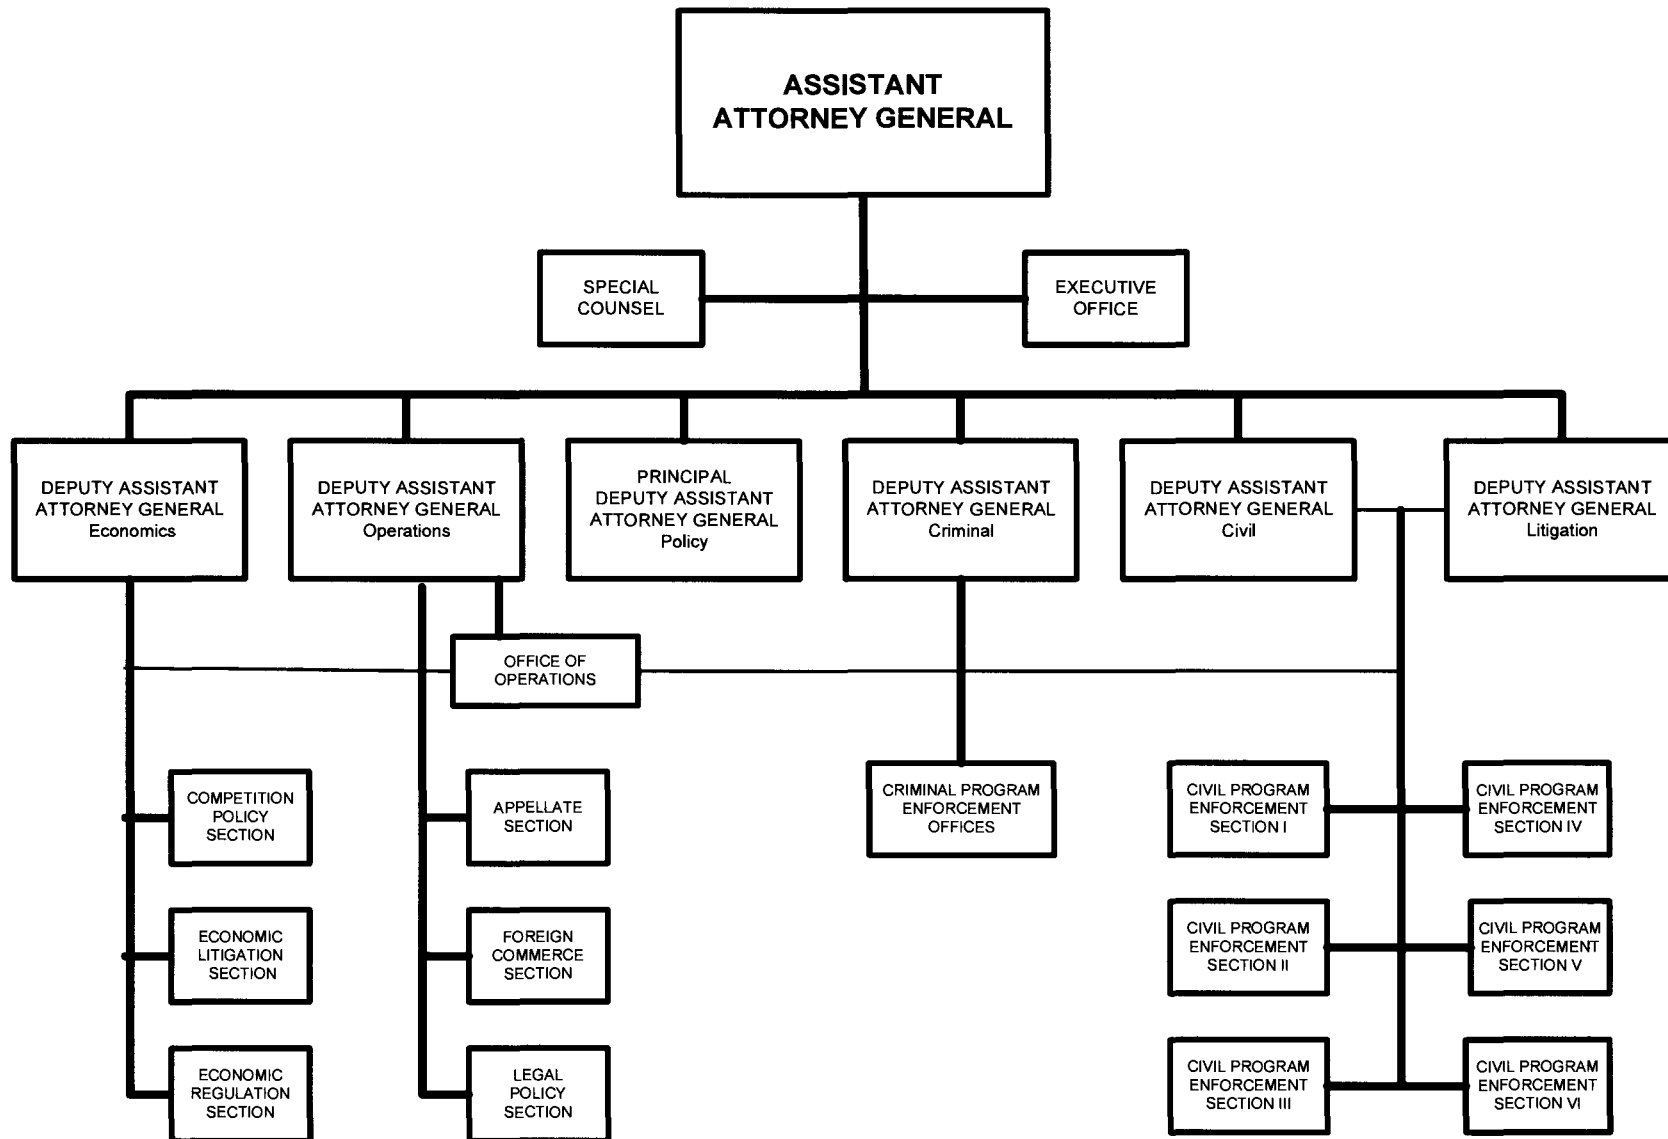 ASSISTANT
ATTORNEY GENERAL
SPECIAL
COUNSEL
EXECUTIVE
OFFICE
DEPUTY ASSISTANT
ATTORNEY GENERAL
Economics
DEPUTY ASSISTANT
ATTORNEY GENERAL
Operations
PRINCIPAL
DEPUTY ASSISTANT
ATTORNEY GENERAL
Policy
DEPUTY ASSISTANT
ATTORNEY GENERAL
Criminal
DEPUTY ASSISTANT
ATTORNEY GENERAL
Civil
DEPUTY ASSISTANT
ATTORNEY GENERAL
Litigation
OFFICE OF
OPERATIONS
COMPETITION
POLICY
SECTION
APPELLATE
SECTION
CRIMINAL PROGRAM
ENFORCEMENT
OFFICES
CIVIL PROGRAM
ENFORCEMENT
SECTION I
CIVIL PROGRAM
ENFORCEMENT
SECTION IV
ECONOMIC
LITIGATION
SECTION
FOREIGN
COMMERCE
SECTION
CIVIL PROGRAM
ENFORCEMENT
SECTION II
CIVIL PROGRAM
ENFORCEMENT
SECTION V
ECONOMIC
REGULATION
SECTION
LEGAL
POLICY
SECTION
CIVIL PROGRAM
ENFORCEMENT
SECTION III
CIVIL PROGRAM
ENFORCEMENT
SECTION VI